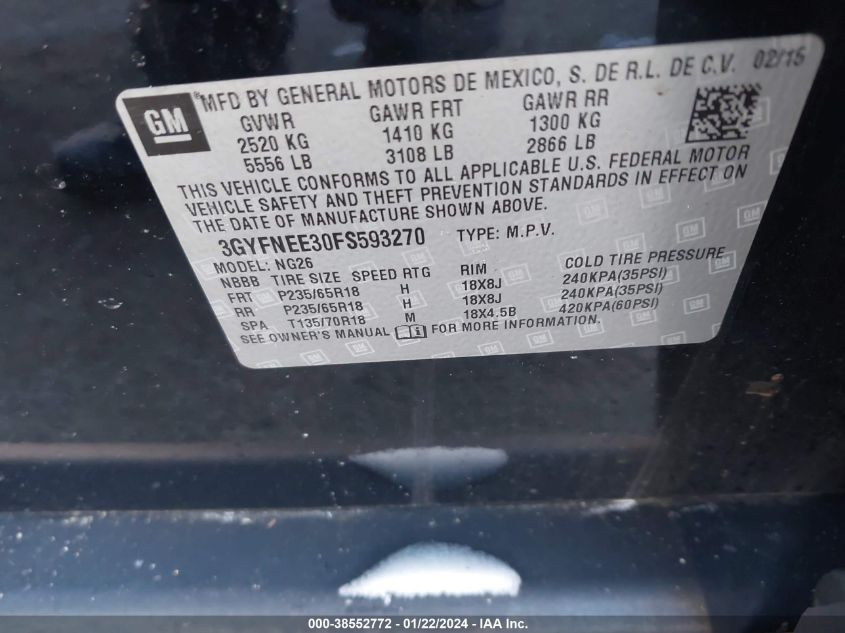 GM
MFD BY GENERAL MOTORS DE MEXICO, S. DE R.L. DE C.V. 02/15
GVWR GAWR FRT GAWR RR
2520 KG 1410 KG 1300 KG
5556 LB 3108 LB 2866 LB
THIS VEHICLE CONFORMS TO ALL APPLICABLE U.S. FEDERAL MOTOR
VEHICLE SAFETY AND THEFT PREVENTION STANDARDS IN EFFECT ON
THE DATE OF MANUFACTURE SHOWN ABOVE.
3GYFNEE30FS593270 TYPE: M.P.V.
MODEL: NG26
NBBB TIRE SIZE SPEED RTG RIM COLD TIRE PRESSURE
FRT P235/65R18 H 18X8J 240KPA(35PSI)
RR P235/65R18 H 18X8J 240KPA(35PSI)
SPA T135/70R18 M 18X4.5B 420KPA(60PSI)
SEE OWNER'S MANUAL FOR MORE INFORMATION.
000-38552772 - 01/22/2024 - IAA Inc.